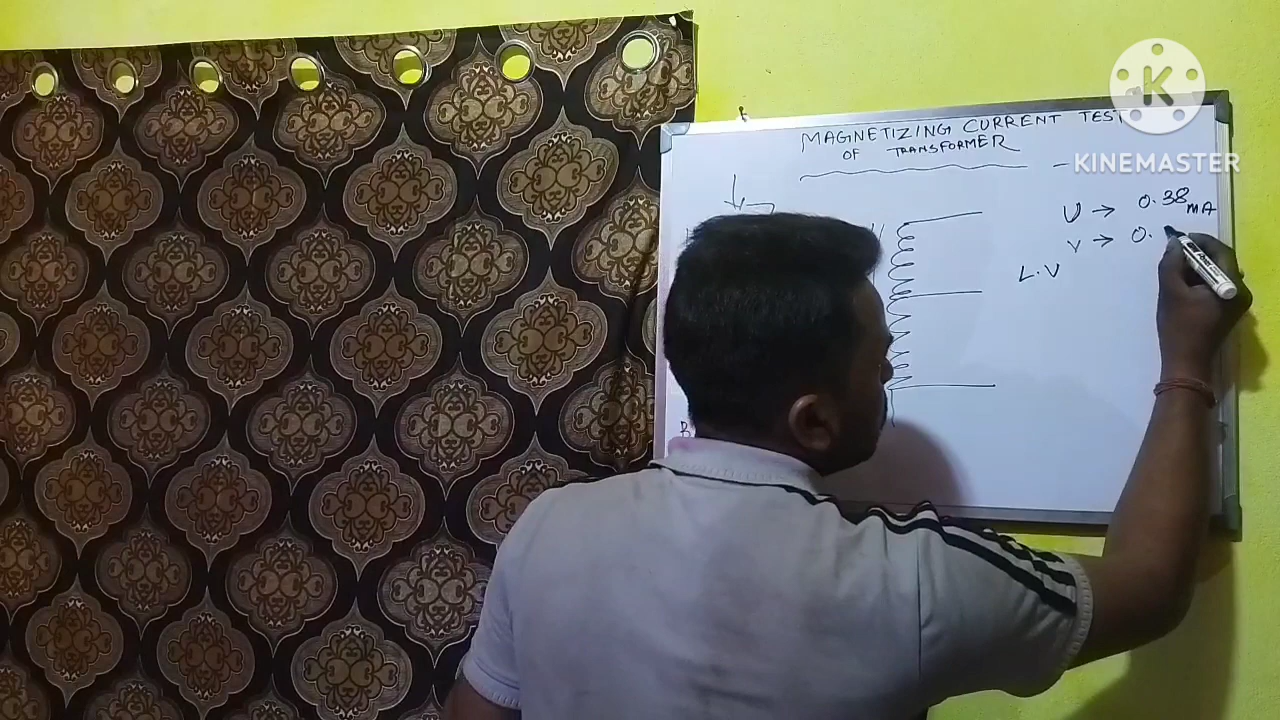 MAGNETIZING CURRENT TEST
OF TRANSFORMER
K
KINEMASTER
U → 0.38 MA
V → 0.
L.V
B